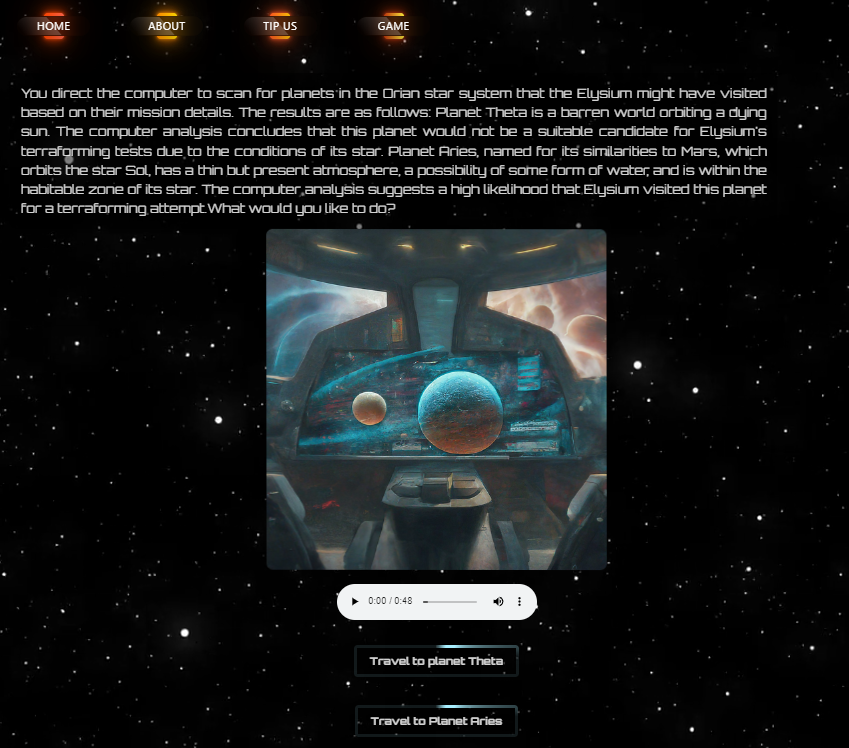 HOME ABOUT TIP US GAME
You direct the computer to scan for planets in the Orian star system that the Elysium might have visited
based on their mission details. The results are as follows: Planet Theta is a barren world orbiting a dying
sun. The computer analysis concludes that this planet would not be a suitable candidate for Elysium's
terraforming tests due to the conditions of its star. Planet Aries, named for its similarities to Mars, which
orbits the star Sol, has a thin but present atmosphere, a possibility of some form of water, and is within the
habitable zone of its star. The computer analysis suggests a high likelihood that Elysium visited this planet
for a terraforming attempt.What would you like to do?
0:00 / 0:48
Travel to planet Theta
Travel to Planet Aries